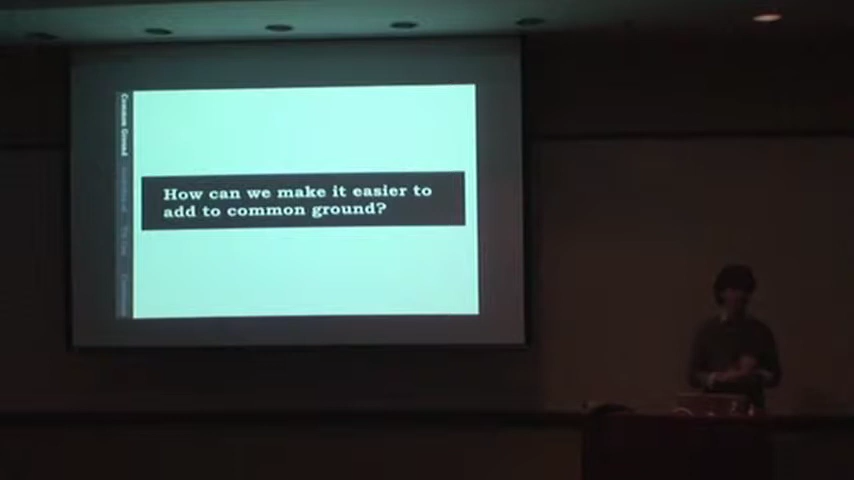 Common Ground
How can we make it easier to
add to common ground?